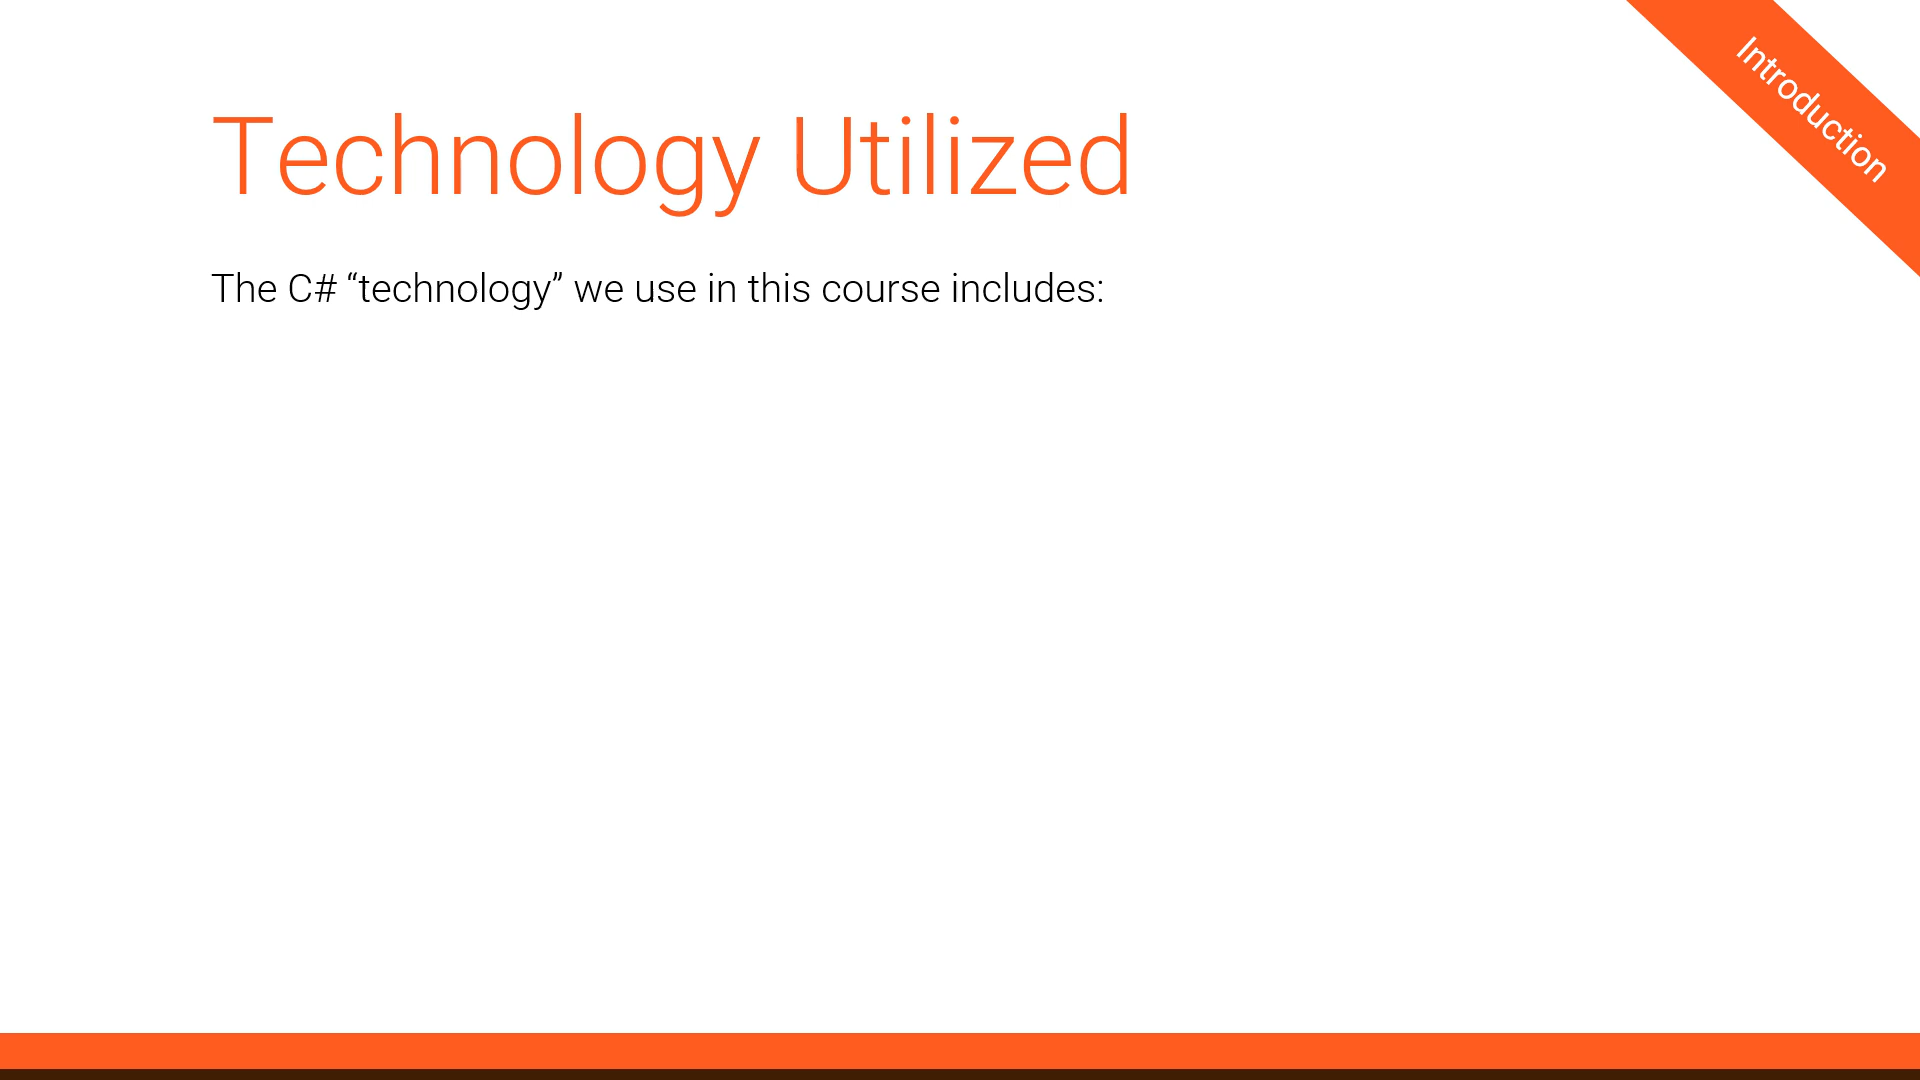 Introduction
Technology Utilized
The C# “technology” we use in this course includes: